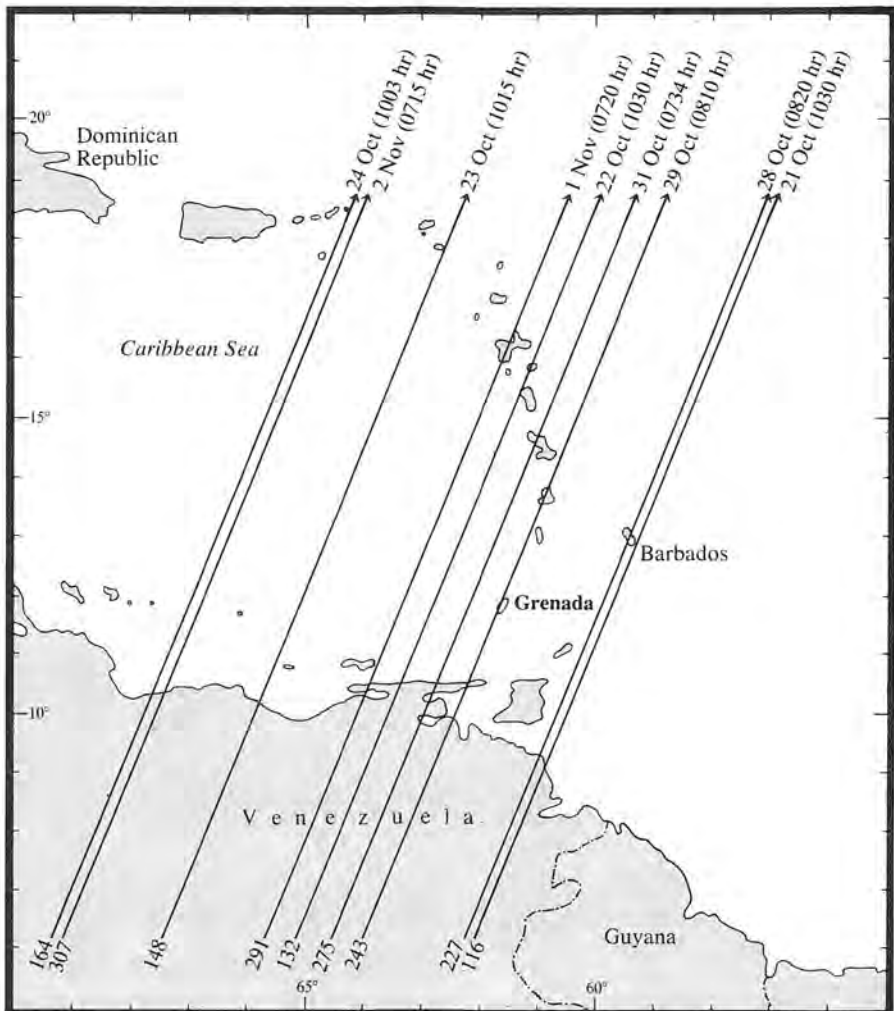 24 Oct (1003 hr)
2 Nov (0715 hr)
23 Oct (1015 hr)
1 Nov (0720 hr)
22 Oct (1030 hr)
31 Oct (0734 hr)
29 Oct (0810 hr)
28 Oct (0820 hr)
21 Oct (1030 hr)
20°
Dominican
Republic
Caribbean Sea
15°
Barbados
Grenada
10°
Venezuela
Guyana
164
307
148
291
132
275
243
227
116
65°
60°